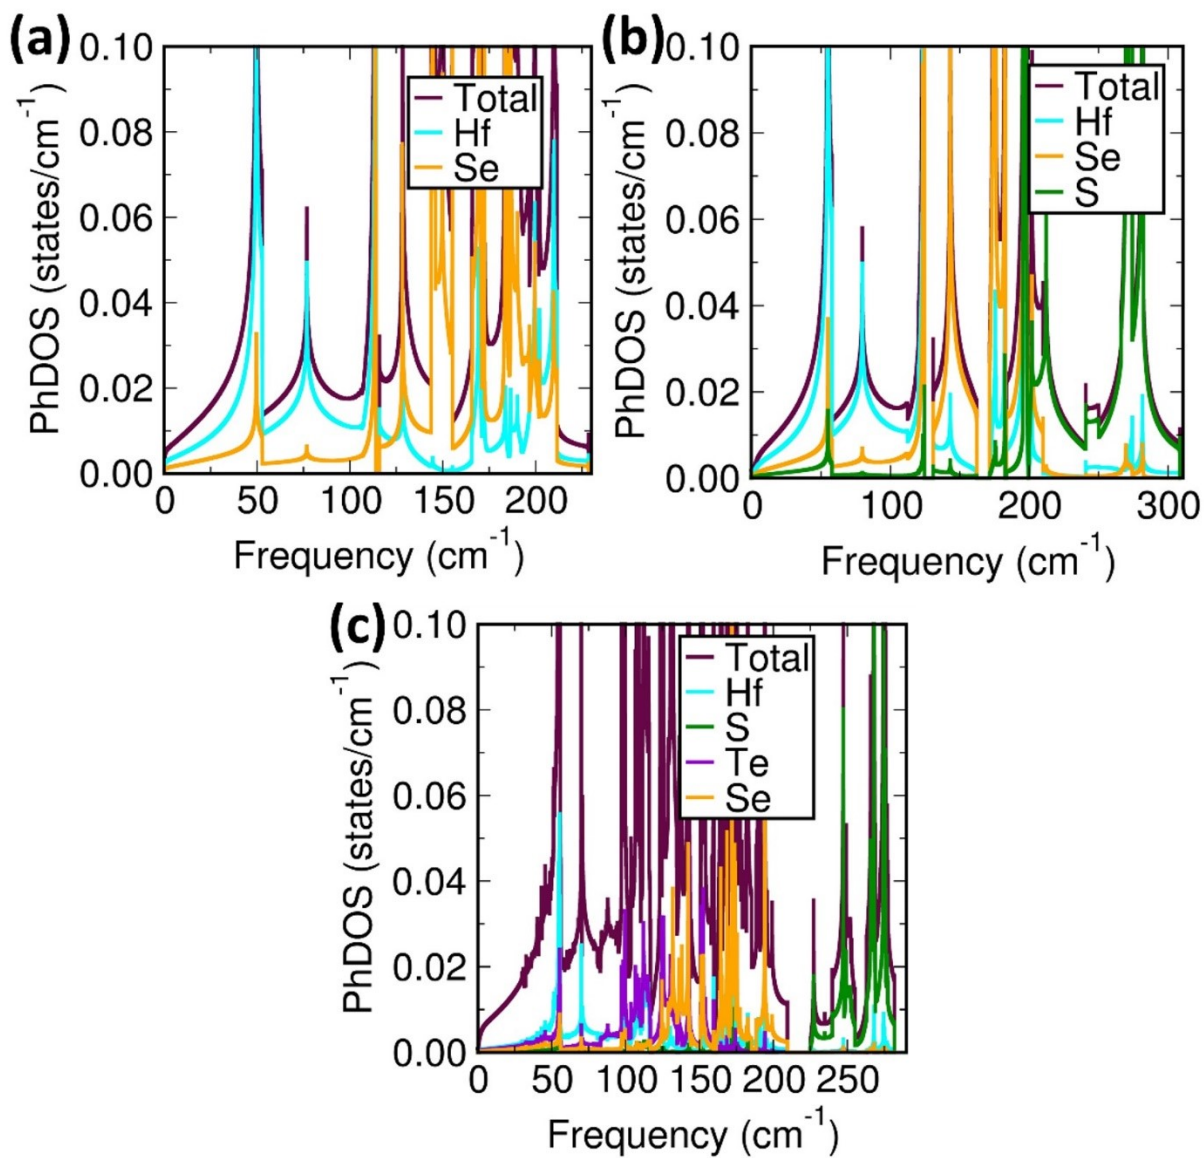 (a)
PhDOS (states/cm-1)
0.10
0.08
0.06
0.04
0.02
0.00
Total
Hf
Se
0 50 100 150 200
Frequency (cm-1)
(b)
PhDOS (states/cm-1)
0.10
0.08
0.06
0.04
0.02
0.00
Total
Hf
Se
S
0 100 200 300
Frequency (cm-1)
(c)
PhDOS (states/cm-1)
0.10
0.08
0.06
0.04
0.02
0.00
Total
Hf
S
Te
Se
0 50 100 150 200 250
Frequency (cm-1)